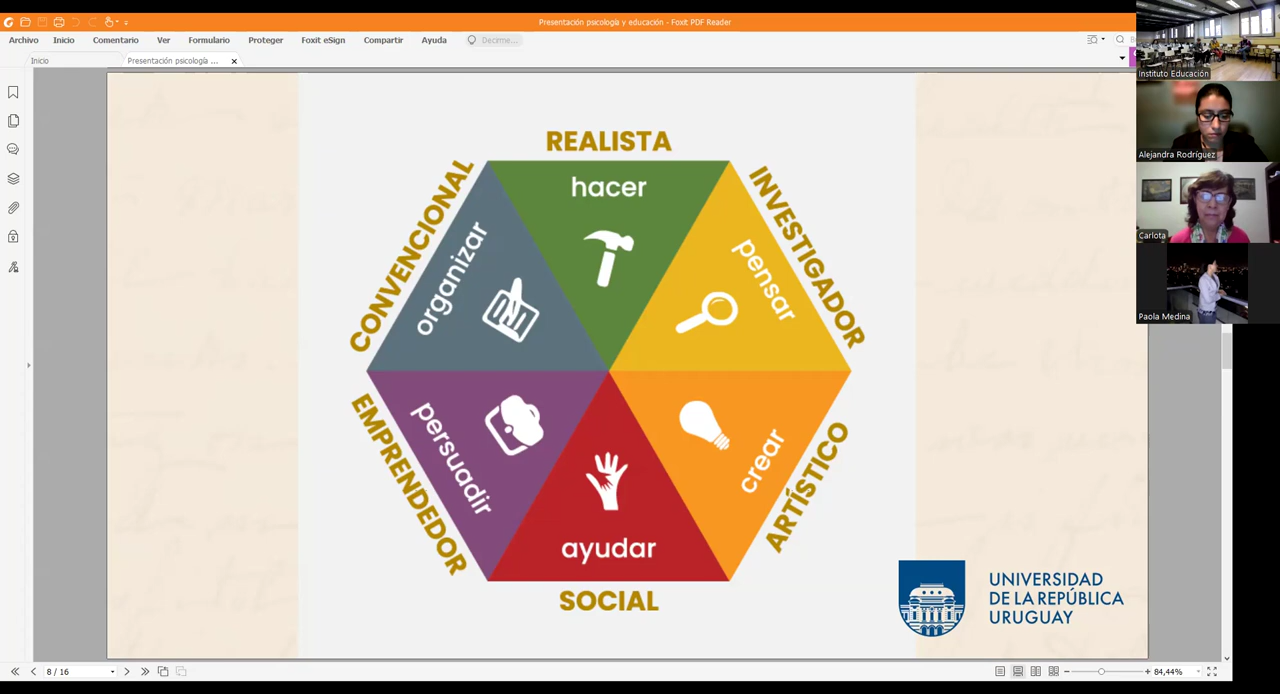 Presentación psicología y educación - Foxit PDF Reader
Archivo Inicio Comentario Ver Formulario Proteger Foxit eSign Compartir Ayuda Decirme...
Inicio
Presentación psicología ...
REALISTA
hacer
INVESTIGADOR
pensar
ARTÍSTICO
crear
SOCIAL
ayudar
EMPRENDEDOR
persuadir
CONVENCIONAL
organizar
UNIVERSIDAD
DE LA REPÚBLICA
URUGUAY
Instituto Educación
Alejandra Rodríguez
Carlota
Paola Medina
8 / 16
84,44%